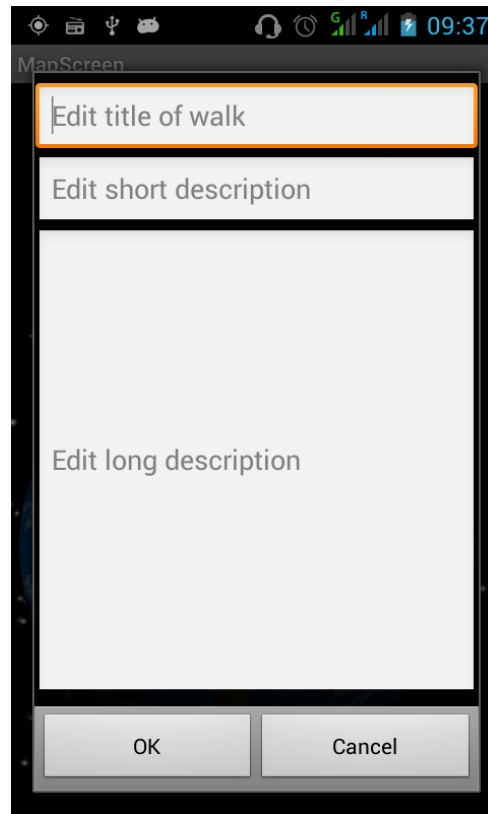 G R 09:37
MapScreen
Edit title of walk
Edit short description
Edit long description
OK Cancel